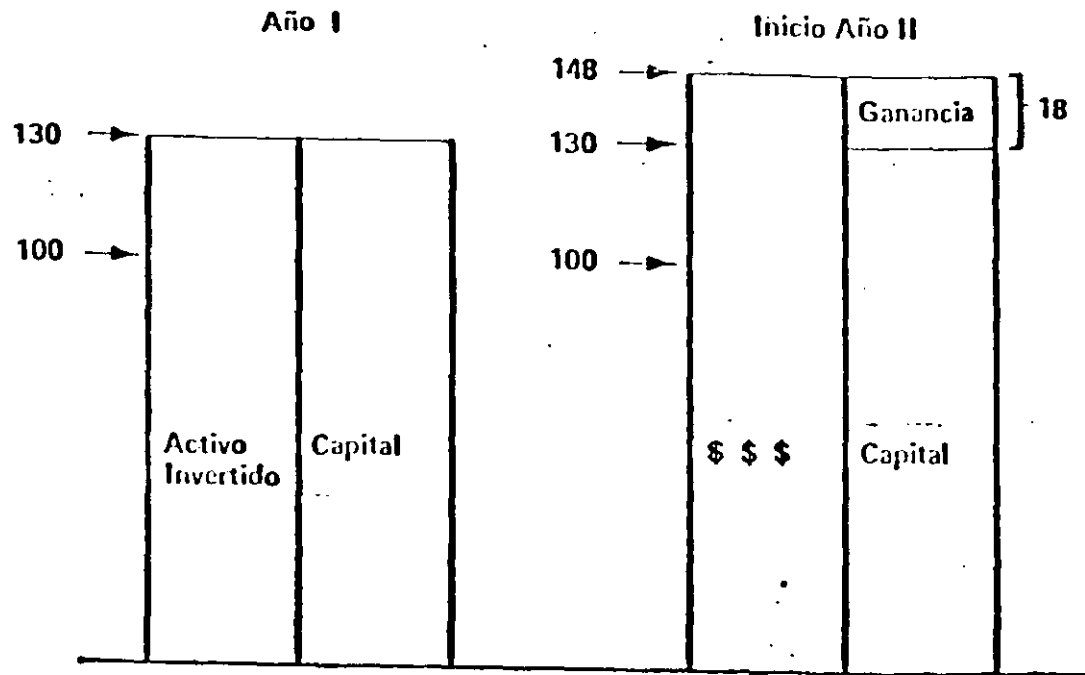 Año I
Inicio Año II
130
100
Activo
Invertido
Capital
148
130
100
Ganancia
18
$ $ $
Capital